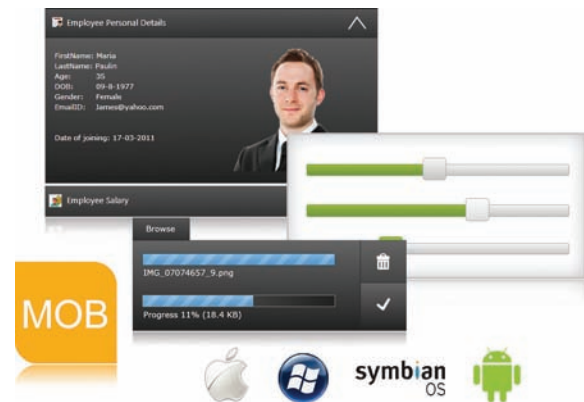 Employee Personal Details
FirstName: Maria
LastName: Paulin
Age: 35
DOB: 09-8-1977
Gender: Female
EmailID: James@yahoo.com
Date of joining: 17-03-2011
Employee Salary
Browse
IMG_07074657_9.png
Progress 11% (18.4 KB)
MOB
symbian
OS